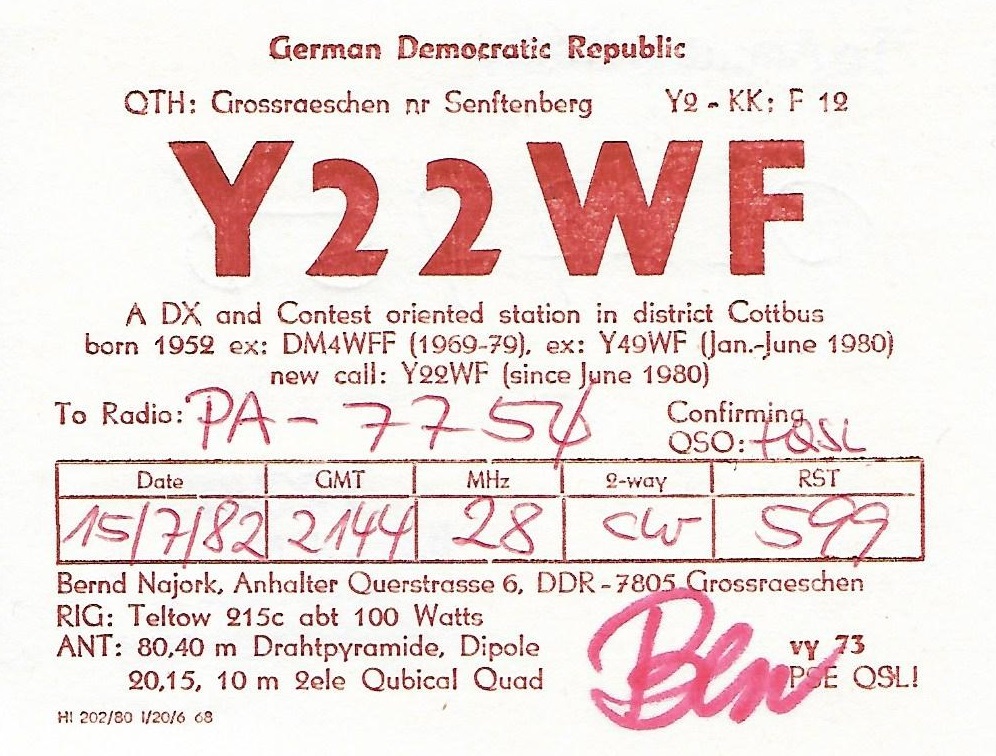 German Democratic Republic
QTH: Grossraeschen nr Senftenberg Y2 - KK: F 12
Y22WF
A DX and Contest oriented station in district Cottbus
born 1952 ex: DM4WFF (1969-79), ex: Y49WF (Jan.-June 1980)
new call: Y22WF (since June 1980)
To Radio: PA - 7754 Confirming
QSO: + QSL
Date GMT MHz 2-way RST
15/7/82 2144 28 cw 599
Bernd Najork, Anhalter Querstrasse 6, DDR - 7805 Grossraeschen
RIG: Teltow 215c abt 100 Watts
ANT: 80,40 m Drahtpyramide, Dipole vy 73
20,15, 10 m 2ele Qubical Quad PSE QSL!
HI 202/80 I/20/6 68